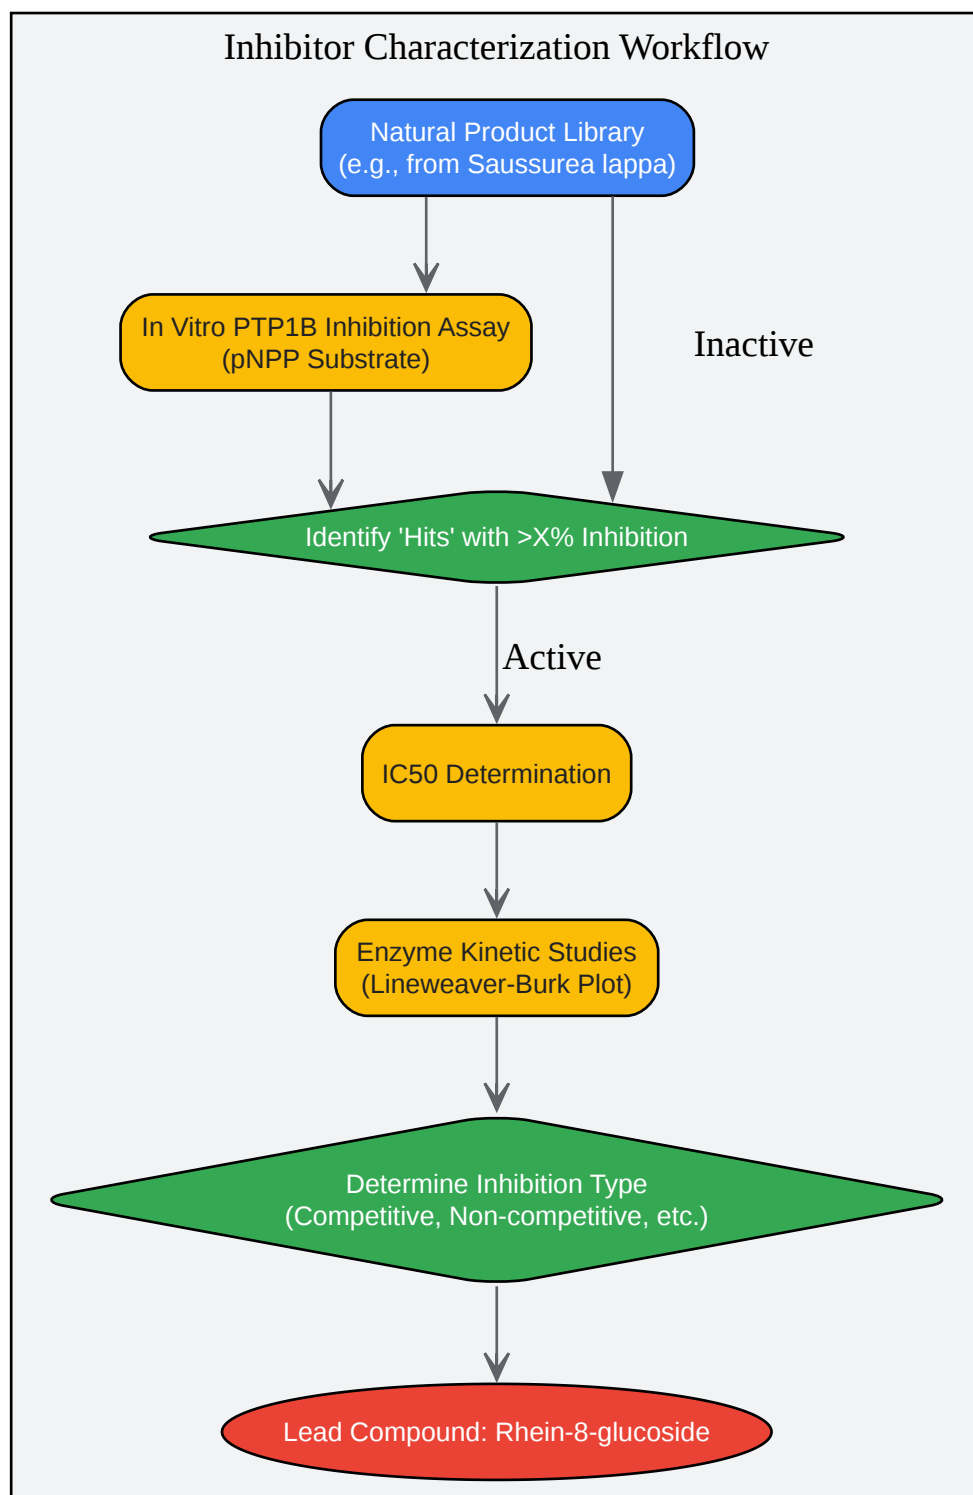 Inhibitor Characterization Workflow
Natural Product Library
(e.g., from Saussurea lappa)
In Vitro PTP1B Inhibition Assay
(pNPP Substrate)
Inactive
Identify 'Hits' with >X% Inhibition
Active
IC50 Determination
Enzyme Kinetic Studies
(Lineweaver-Burk Plot)
Determine Inhibition Type
(Competitive, Non-competitive, etc.)
Lead Compound: Rhein-8-glucoside